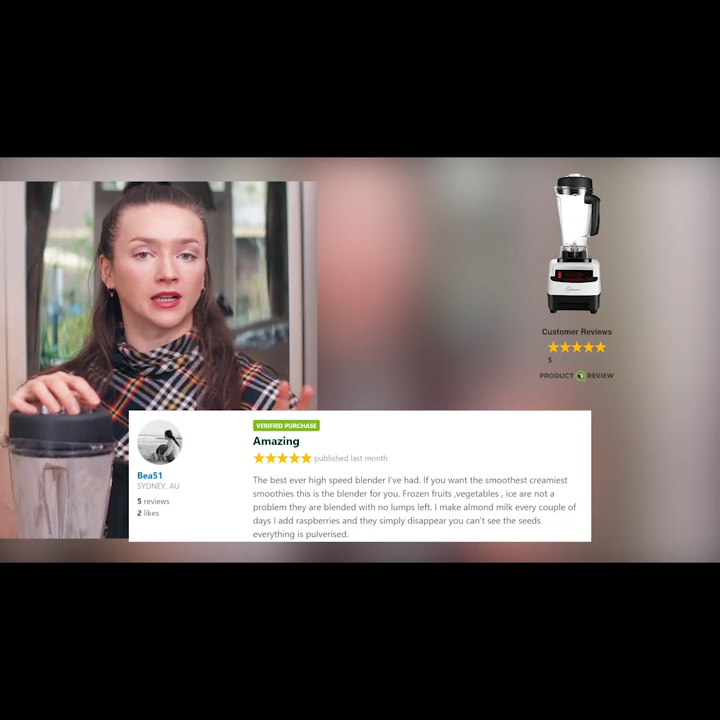 Customer Reviews
5
PRODUCT REVIEW
VERIFIED PURCHASE
Amazing
published last month
Bea51
SYDNEY, AU
5 reviews
2 likes
The best ever high speed blender I've had. If you want the smoothest creamiest
smoothies this is the blender for you. Frozen fruits ,vegetables , ice are not a
problem they are blended with no lumps left. I make almond milk every couple of
days I add raspberries and they simply disappear you can't see the seeds
everything is pulverised.